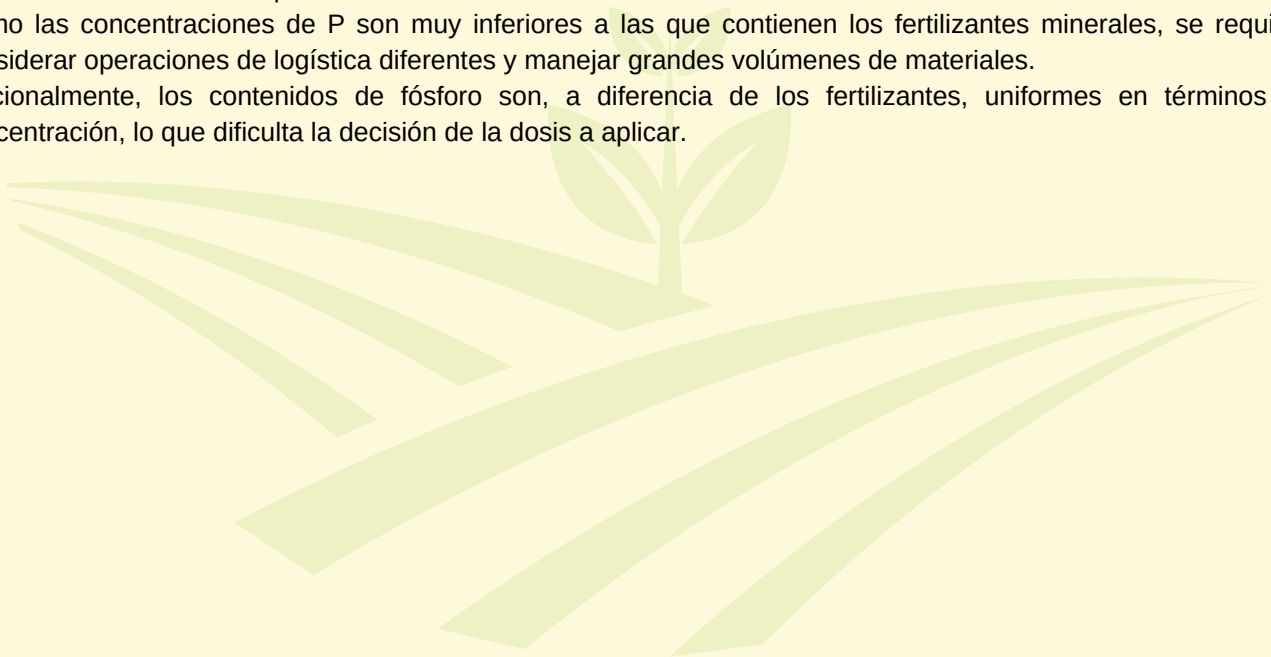 mo las concentraciones de P son muy inferiores a las que contienen los fertilizantes minerales, se requi
siderar operaciones de logística diferentes y manejar grandes volúmenes de materiales.
cionalmente, los contenidos de fósforo son, a diferencia de los fertilizantes, uniformes en términos
centración, lo que dificulta la decisión de la dosis a aplicar.